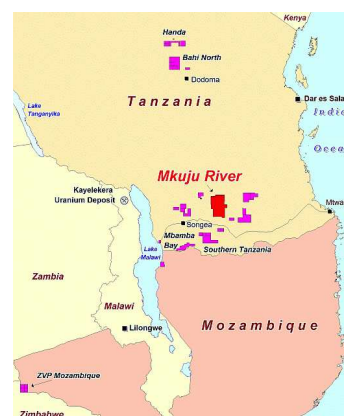 Kenya
Handa
Bahi North
Dodoma
Tanzania
Dar es Sala
Lake
Tanganyika
Indi
Ocea
Mkuju River
Kayelekera
Uranium Deposit
Mtwa
Songea
Mbamba
Bay
Southern Tanzania
Lake
Malawi
Zambia
Malawi
Lilongwe
Mozambique
ZVP Mozambique
Zimbabwe